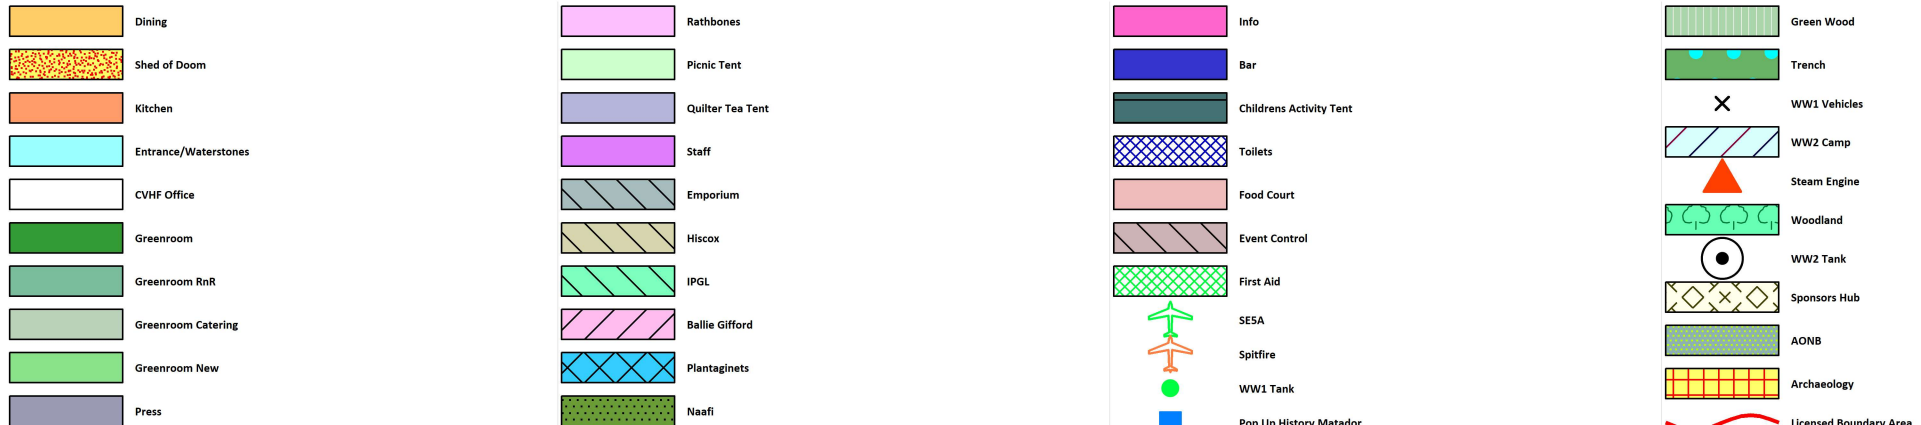 Dining
Shed of Doom
Kitchen
Entrance/Waterstones
CVHF Office
Greenroom
Greenroom RnR
Greenroom Catering
Greenroom New
Press
Rathbones
Picnic Tent
Quilter Tea Tent
Staff
Emporium
Hiscox
IPGL
Ballie Gifford
Plantaginets
Naafi
Info
Bar
Childrens Activity Tent
Toilets
Food Court
Event Control
First Aid
SE5A
Spitfire
WW1 Tank
Pop Up History Matador
Green Wood
Trench
WW1 Vehicles
WW2 Camp
Steam Engine
Woodland
WW2 Tank
Sponsors Hub
AONB
Archaeology
Licensed Boundary Area